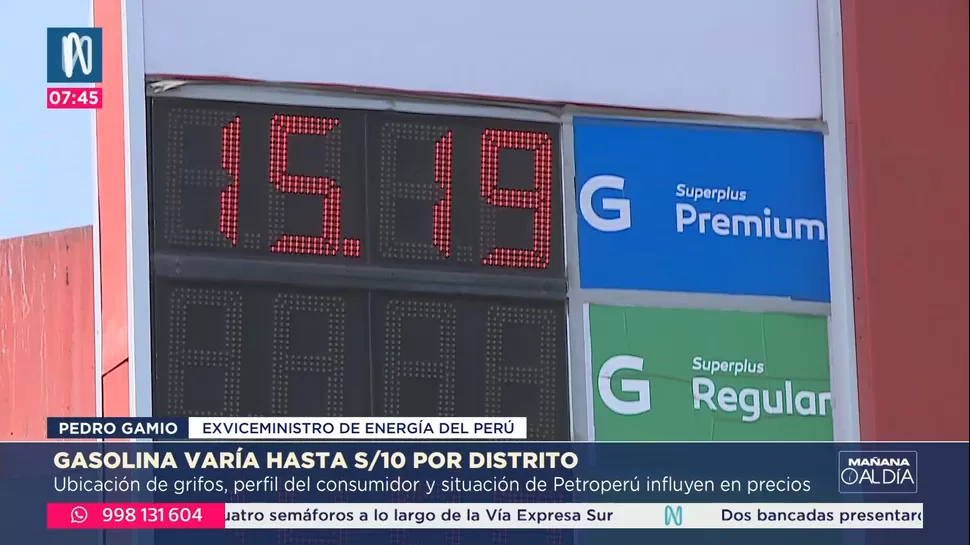 N
07:45
15.19
G Superplus
Premium
G Superplus
Regular
PEDRO GAMIO EXVICEMINISTRO DE ENERGÍA DEL PERÚ
GASOLINA VARÍA HASTA S/10 POR DISTRITO
Ubicación de grifos, perfil del consumidor y situación de Petroperú influyen en precios
MAÑANA
ALDÍA
998 131 604 uatro semáforos a lo largo de la Vía Expresa Sur N Dos bancadas presentaro